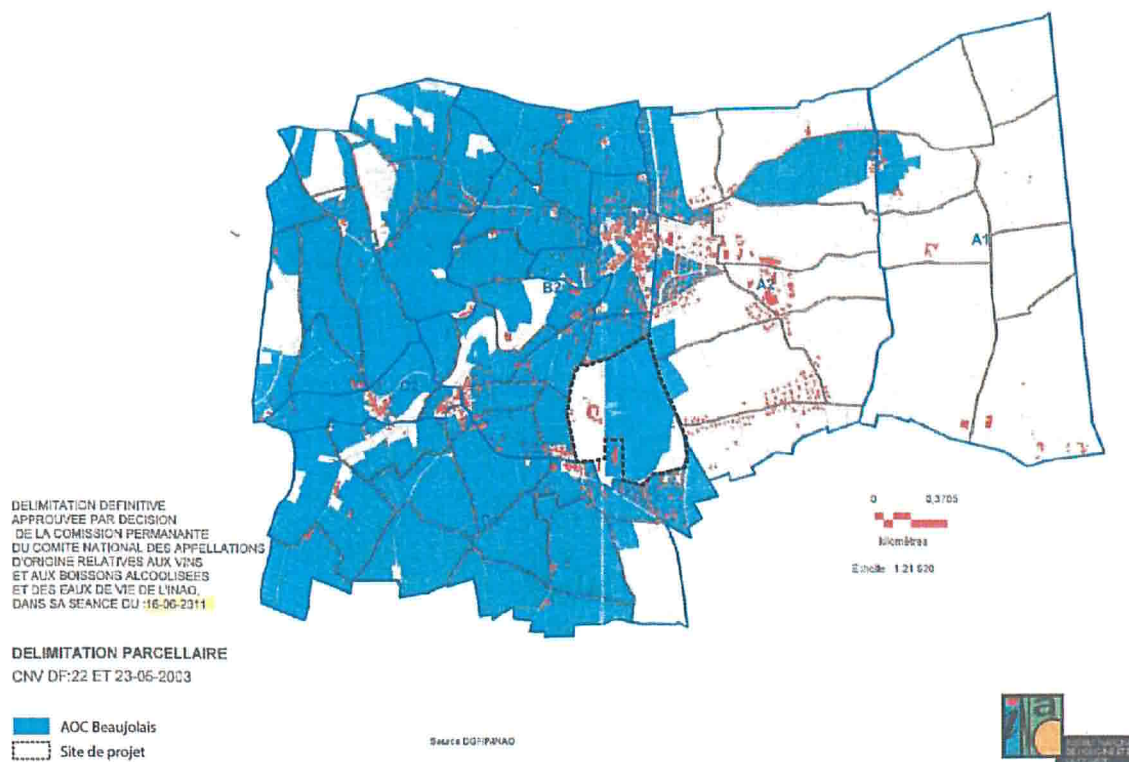 B2
A2
A1
DELIMITATION DEFINITIVE
APPROUVEE PAR DECISION
DE LA COMISSION PERMANANTE
DU COMITE NATIONAL DES APPELLATIONS
D'ORIGINE RELATIVES AUX VINS
ET AUX BOISSONS ALCOOLISEES
ET DES EAUX DE VIE DE L'INAO,
DANS SA SEANCE DU :16-06-2011
DELIMITATION PARCELLAIRE
CNV DF:22 ET 23-05-2003
AOC Beaujolais
Site de projet
0 0,3705
kilomètres
Echelle 1:21 620
Source DGFIP/INAO